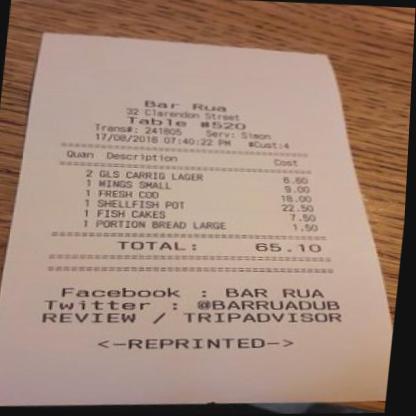 Bar Rua
32 Clarendon Street
Table #520
Trans#: 241805 Serv: Simon
17/08/2018 07:40:22 PM #Cust:4
Quan Description Cost
2 GLS CARRIG LAGER 6.60
1 WINGS SMALL 9.00
1 FRESH COD 18.00
1 SHELLFISH POT 22.50
1 FISH CAKES 7.50
1 PORTION BREAD LARGE 1.50
TOTAL: 65.10
Facebook : BAR RUA
Twitter : @BARRUADUB
REVIEW / TRIPADVISOR
<-REPRINTED->